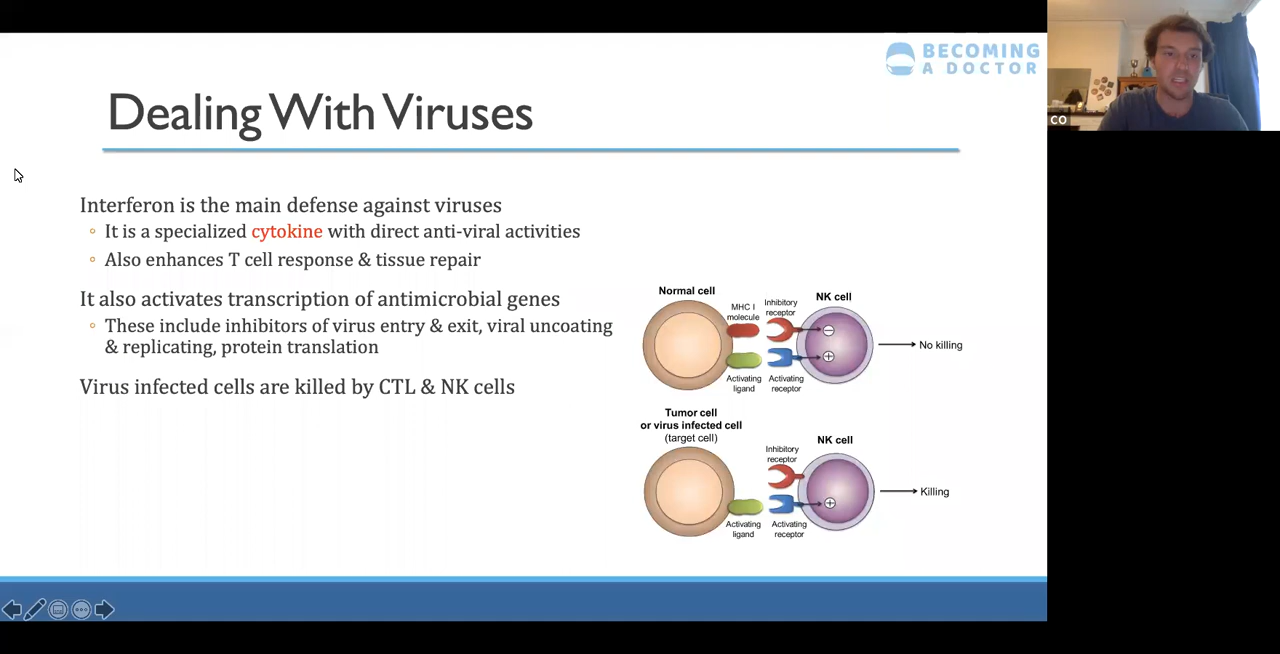 BECOMING
A DOCTOR
CO
Dealing With Viruses
Interferon is the main defense against viruses
◦ It is a specialized cytokine with direct anti-viral activities
◦ Also enhances T cell response & tissue repair
It also activates transcription of antimicrobial genes
◦ These include inhibitors of virus entry & exit, viral uncoating
& replicating, protein translation
Virus infected cells are killed by CTL & NK cells
Normal cell
MHC I
molecule
Inhibitory
receptor
NK cell
−
+
No killing
Activating
ligand
Activating
receptor
Tumor cell
or virus infected cell
(target cell)
Inhibitory
receptor
NK cell
+
Killing
Activating
ligand
Activating
receptor